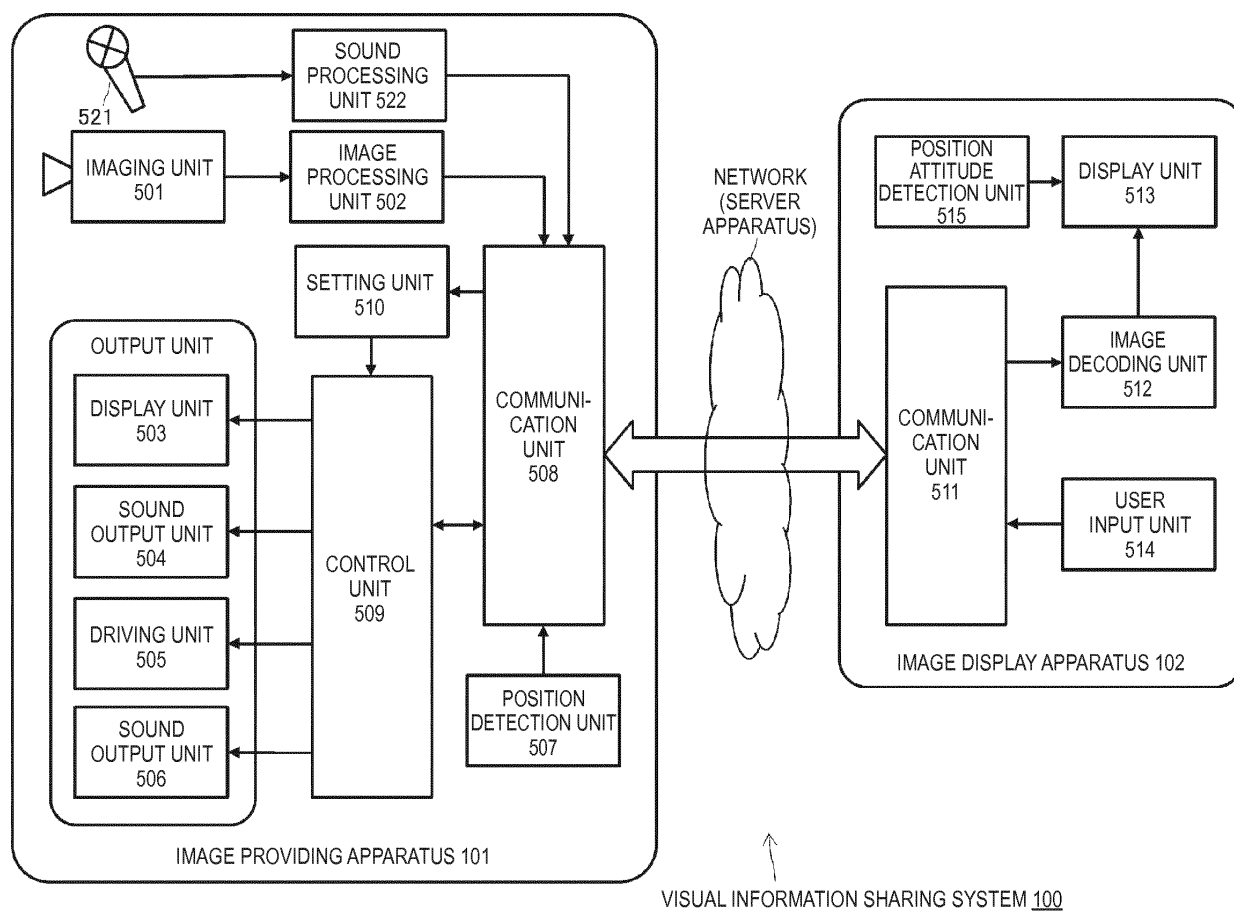 SOUND
PROCESSING
UNIT 522
521
IMAGING UNIT
501
IMAGE
PROCESSING
UNIT 502
SETTING UNIT
510
OUTPUT UNIT
DISPLAY UNIT
503
SOUND
OUTPUT UNIT
504
DRIVING UNIT
505
SOUND
OUTPUT UNIT
506
CONTROL
UNIT
509
COMMUNI-
CATION
UNIT
508
POSITION
DETECTION UNIT
507
IMAGE PROVIDING APPARATUS 101
NETWORK
(SERVER
APPARATUS)
POSITION
ATTITUDE
DETECTION UNIT
515
DISPLAY UNIT
513
COMMUNI-
CATION
UNIT
511
IMAGE
DECODING UNIT
512
USER
INPUT UNIT
514
IMAGE DISPLAY APPARATUS 102
VISUAL INFORMATION SHARING SYSTEM 100